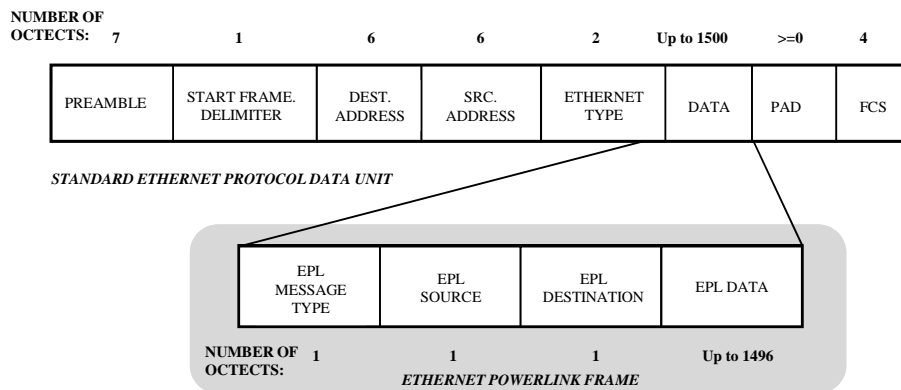 NUMBER OF
OCTECTS: 7 1 6 6 2 Up to 1500 >=0 4
PREAMBLE
START FRAME.
DELIMITER
DEST.
ADDRESS
SRC.
ADDRESS
ETHERNET
TYPE
DATA
PAD
FCS
STANDARD ETHERNET PROTOCOL DATA UNIT
EPL
MESSAGE
TYPE
EPL
SOURCE
EPL
DESTINATION
EPL DATA
NUMBER OF
OCTECTS: 1 1 1 Up to 1496
ETHERNET POWERLINK FRAME